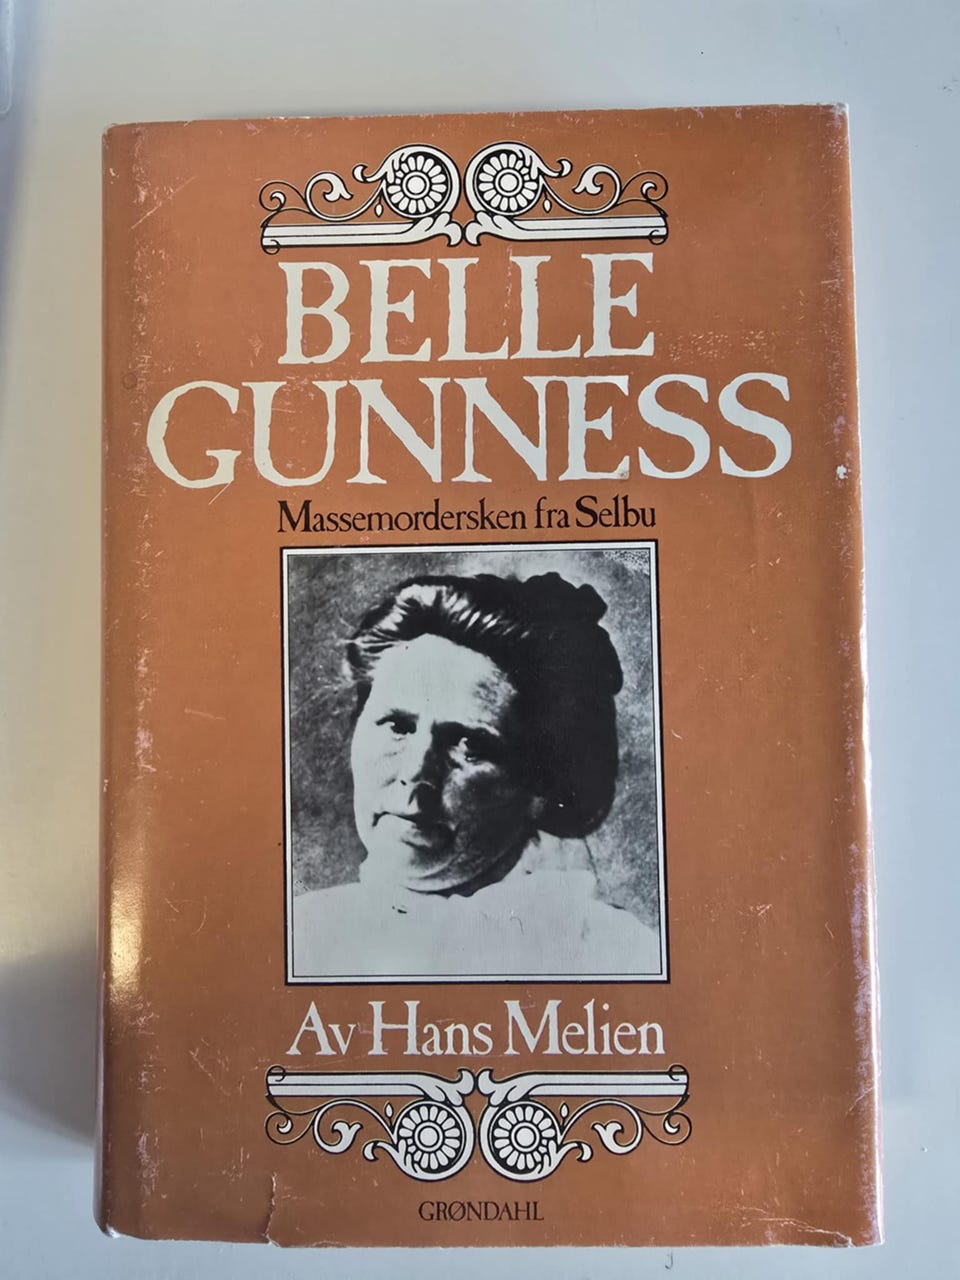 BELLE
GUNNESS
Massemordersken fra Selbu
Av Hans Melien
GRØNDAHL